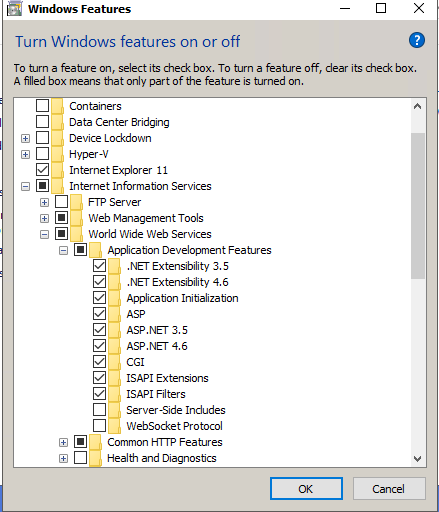 Windows Features
Turn Windows features on or off
To turn a feature on, select its check box. To turn a feature off, clear its check box.
A filled box means that only part of the feature is turned on.
Containers
Data Center Bridging
Device Lockdown
Hyper-V
Internet Explorer 11
Internet Information Services
FTP Server
Web Management Tools
World Wide Web Services
Application Development Features
.NET Extensibility 3.5
.NET Extensibility 4.6
Application Initialization
ASP
ASP.NET 3.5
ASP.NET 4.6
CGI
ISAPI Extensions
ISAPI Filters
Server-Side Includes
WebSocket Protocol
Common HTTP Features
Health and Diagnostics
OK Cancel